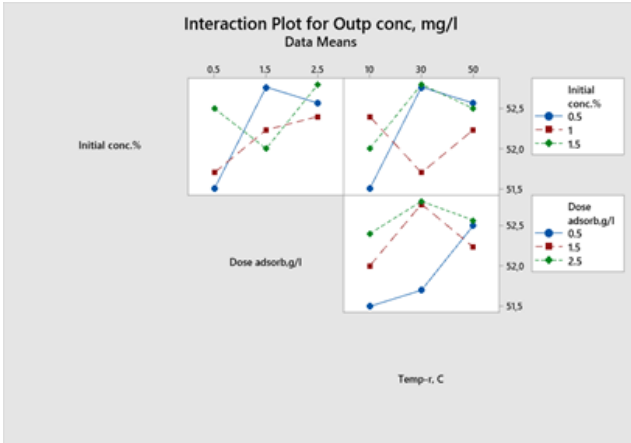 Interaction Plot for Outp conc, mg/l
Data Means
0.5 1,5 2,5 10 30 50
Initial conc.%
52,5
52,0
51,5
Initial
conc.%
0.5
1
1.5
Dose adsorb,g/l
52,5
52,0
51,5
Dose
adsorb,g/l
0.5
1.5
2.5
Temp-r, C